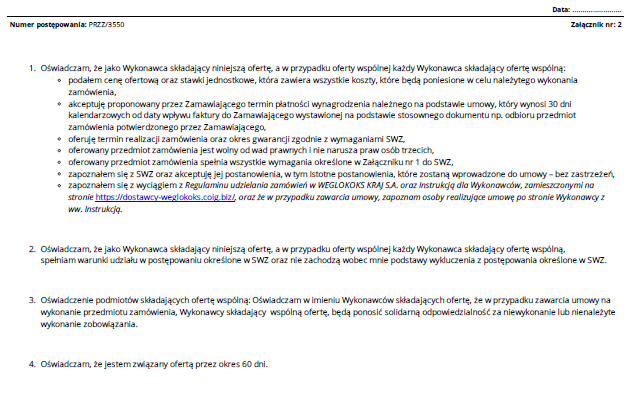 Data: ........................
Numer postępowania: PRZZ/3550 Załącznik nr: 2
1. Oświadczam, że jako Wykonawca składający niniejszą ofertę, a w przypadku oferty wspólnej każdy Wykonawca składający ofertę wspólną:
◦ podałem cenę ofertową oraz stawki jednostkowe, która zawiera wszystkie koszty, które będą poniesione w celu należytego wykonania
zamówienia,
◦ akceptuję proponowany przez Zamawiającego termin płatności wynagrodzenia należnego na podstawie umowy, który wynosi 30 dni
kalendarzowych od daty wpływu faktury do Zamawiającego wystawionej na podstawie stosownego dokumentu np. odbioru przedmiot
zamówienia potwierdzonego przez Zamawiającego,
◦ oferuję termin realizacji zamówienia oraz okres gwarancji zgodnie z wymaganiami SWZ,
◦ oferowany przedmiot zamówienia jest wolny od wad prawnych i nie narusza praw osób trzecich,
◦ oferowany przedmiot zamówienia spełnia wszystkie wymagania określone w Załączniku nr 1 do SWZ,
◦ zapoznałem się z SWZ oraz akceptuję jej postanowienia, w tym Istotne postanowienia, które zostaną wprowadzone do umowy – bez zastrzeżeń,
◦ zapoznałem się z wyciągiem z Regulaminu udzielania zamówień w WĘGLOKOKS KRAJ S.A. oraz Instrukcją dla Wykonawców, zamieszczonymi na
stronie https://dostawcy-weglokoks.coig.biz/, oraz że w przypadku zawarcia umowy, zapoznam osoby realizujące umowę po stronie Wykonawcy z
ww. Instrukcją.
2. Oświadczam, że jako Wykonawca składający niniejszą ofertę, a w przypadku oferty wspólnej każdy Wykonawca składający ofertę wspólną,
spełniam warunki udziału w postępowaniu określone w SWZ oraz nie zachodzą wobec mnie podstawy wykluczenia z postępowania określone w SWZ.
3. Oświadczenie podmiotów składających ofertę wspólną: Oświadczam w imieniu Wykonawców składających ofertę, że w przypadku zawarcia umowy na
wykonanie przedmiotu zamówienia, Wykonawcy składający wspólną ofertę, będą ponosić solidarną odpowiedzialność za niewykonanie lub nienależyte
wykonanie zobowiązania.
4. Oświadczam, że jestem związany ofertą przez okres 60 dni.